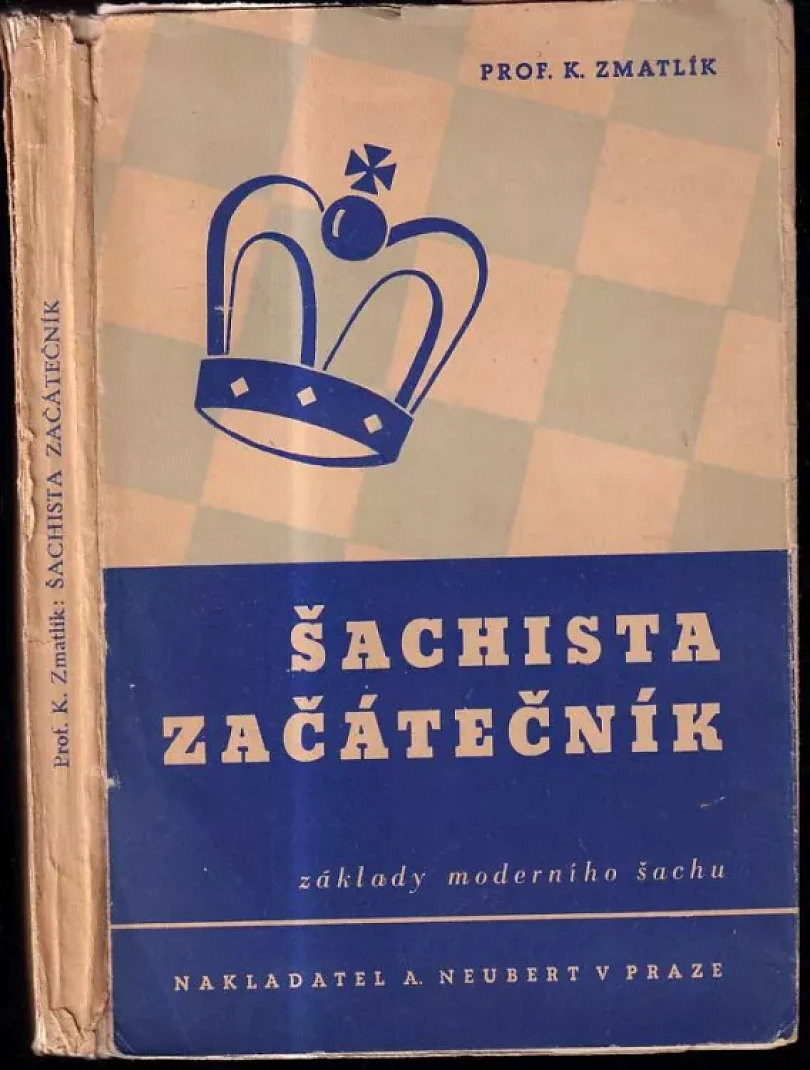 PROF. K. ZMATLÍK
ŠACHISTA
ZAČÁTEČNÍK
základy moderního šachu
NAKLADATEL A. NEUBERT V PRAZE
Prof. K. Zmatlík: ŠACHISTA ZAČÁTEČNÍK